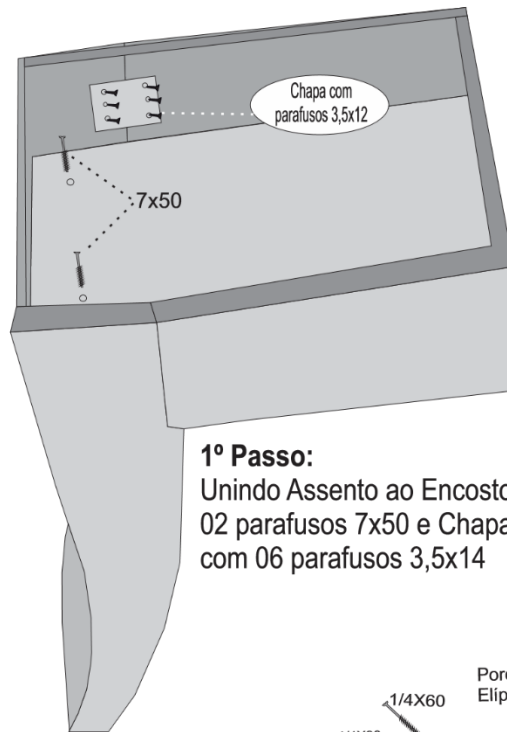 Chapa com
parafusos 3,5x12
7x50
1º Passo:
Unindo Assento ao Encosto
02 parafusos 7x50 e Chapa
com 06 parafusos 3,5x14
1/4X60